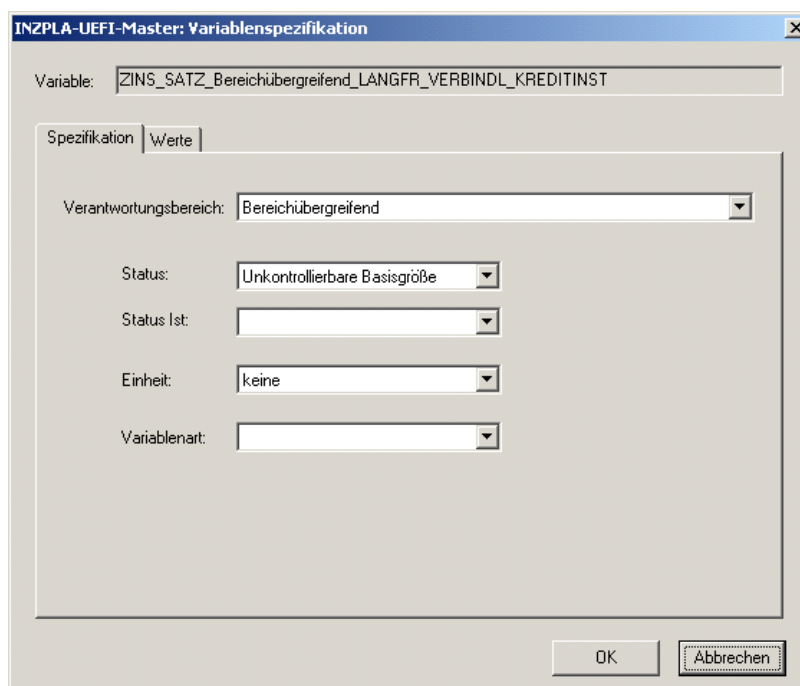 INZPLA-UEFI-Master: Variablenspezifikation
Variable: ZINS_SATZ_Bereichübergreifend_LANGFR_VERBINDL_KREDITINST
Spezifikation Werte
Verantwortungsbereich: Bereichübergreifend
Status: Unkontrollierbare Basisgröße
Status Ist:
Einheit: keine
Variablenart:
OK Abbrechen